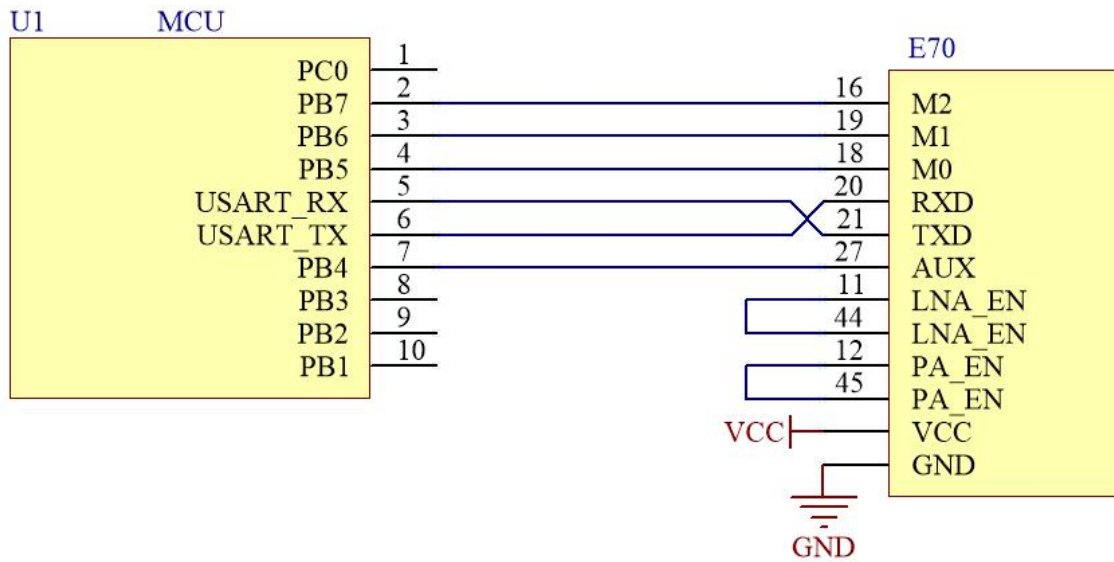 U1 MCU
E70
PC0 1
PB7 2 16 M2
PB6 3 19 M1
PB5 4 18 M0
USART_RX 5 20 RXD
USART_TX 6 21 TXD
PB4 7 27 AUX
PB3 8 11 LNA_EN
PB2 9 44 LNA_EN
PB1 10 12 PA_EN
45 PA_EN
VCC VCC
GND
GND